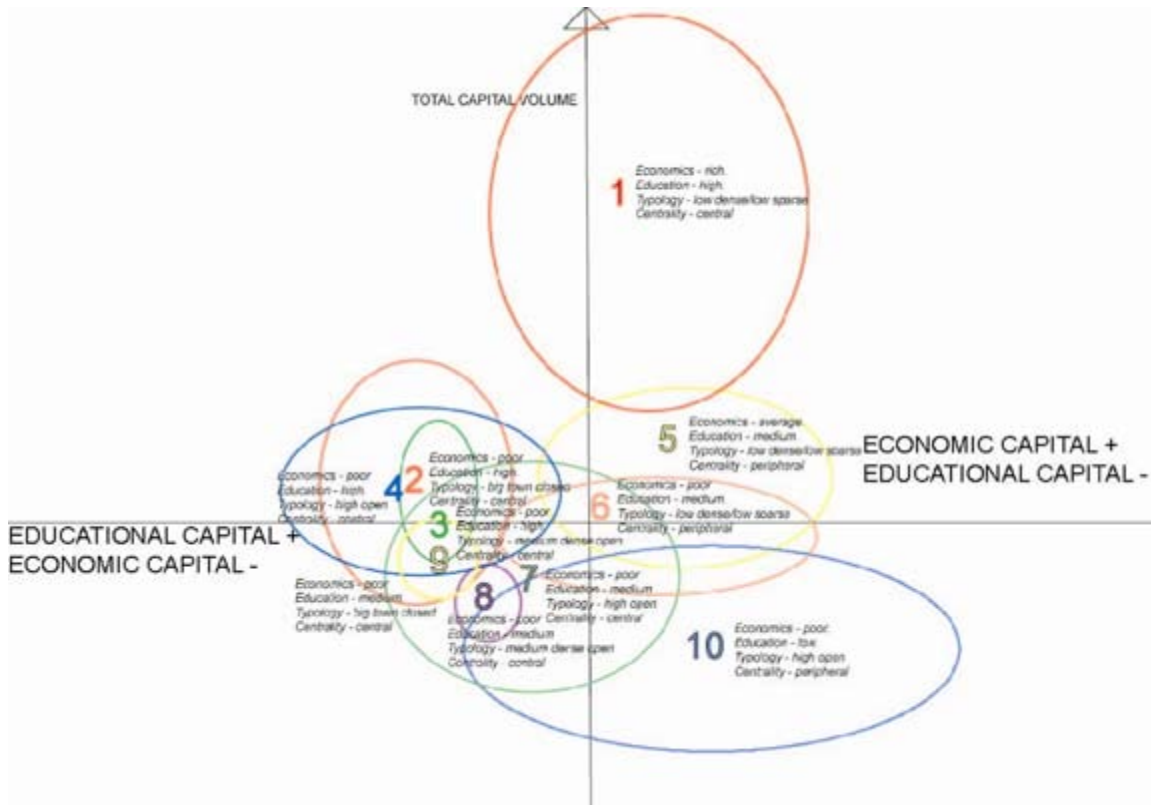 TOTAL CAPITAL VOLUME
1
Economics - rich.
Education - high.
Typology - low dense/low sparse
Centrality - central
5
Economics - average.
Education - medium
Typology - low dense/low sparse
Centrality - peripheral
ECONOMIC CAPITAL +
EDUCATIONAL CAPITAL -
4
Economics - poor
Education - high.
Typology - high open
Centrality - central
2
Economics - poor
Education - high.
Typology - big town closed
Centrality - central
6
Economics - poor
Education - medium
Typology - low dense/low sparse
Centrality - peripheral
3
Economics - poor
Education - high.
Typology - medium dense open
Centrality - central
EDUCATIONAL CAPITAL +
ECONOMIC CAPITAL -
9
Economics - poor
Education - medium
Typology - big town closed
Centrality - central
7
Economics - poor
Education - medium
Typology - high open
Centrality - central
8
Economics - poor
Education - medium
Typology - medium dense open
Centrality - central
10
Economics - poor.
Education - low.
Typology - high open
Centrality - peripheral